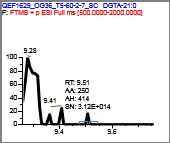 QEF1629_OG36_T5-60-2-7_SC DGTA-21:0
F: FTMS + p ESI Full ms [500.0000-2000.0000]
100
9.28
80
RT: 9.51
AA: 250
AH: 414
SN: 3.12E+014
60
9.41
40
20
0
9.4 9.6